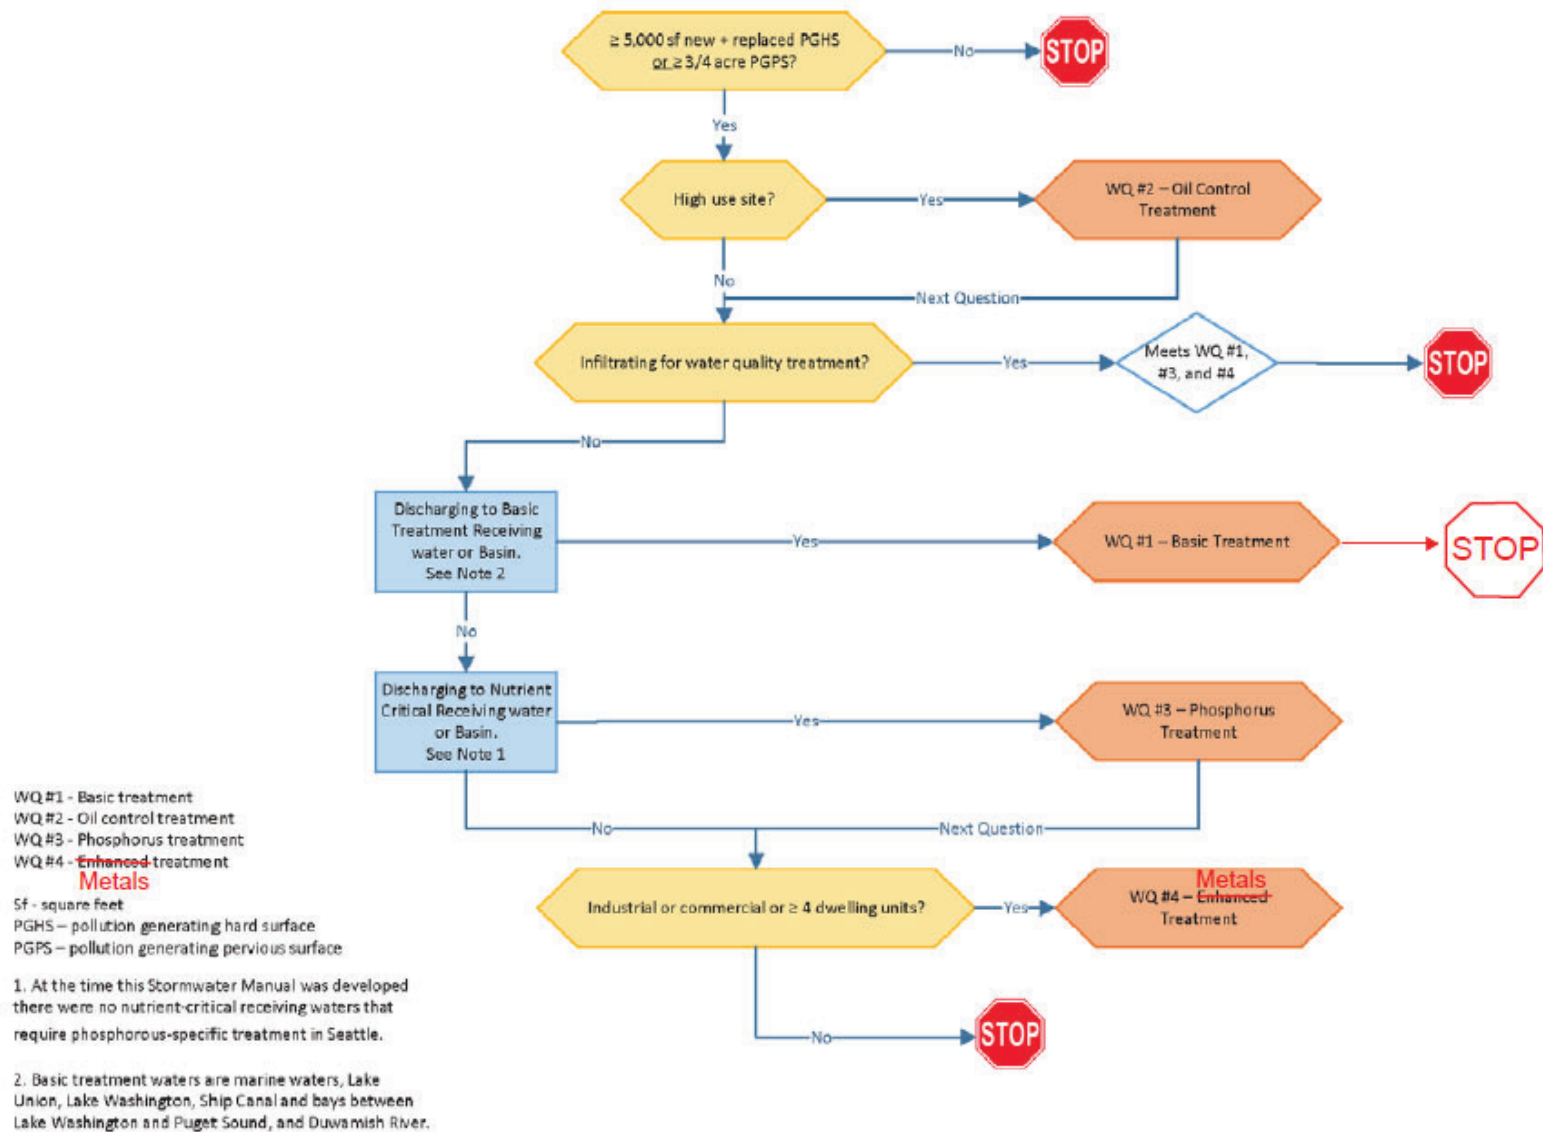 ≥ 5,000 sf new + replaced PGHS
or ≥ 3/4 acre PGPS?
No
STOP
Yes
High use site?
Yes
WQ #2 – Oil Control
Treatment
No
Next Question
Infiltrating for water quality treatment?
Yes
Meets WQ #1,
#3, and #4
STOP
No
Discharging to Basic
Treatment Receiving
water or Basin.
See Note 2
Yes
WQ #1 – Basic Treatment
STOP
No
Discharging to Nutrient
Critical Receiving water
or Basin.
See Note 1
Yes
WQ #3 – Phosphorus
Treatment
No
Next Question
Industrial or commercial or ≥ 4 dwelling units?
Yes
Metals
WQ #4 – Enhanced
Treatment
No
STOP
WQ #1 - Basic treatment
WQ #2 - Oil control treatment
WQ #3 - Phosphorus treatment
WQ #4 - Enhanced treatment
Metals
Sf - square feet
PGHS – pollution generating hard surface
PGPS – pollution generating pervious surface
1. At the time this Stormwater Manual was developed
there were no nutrient-critical receiving waters that
require phosphorous-specific treatment in Seattle.
2. Basic treatment waters are marine waters, Lake
Union, Lake Washington, Ship Canal and bays between
Lake Washington and Puget Sound, and Duwamish River.